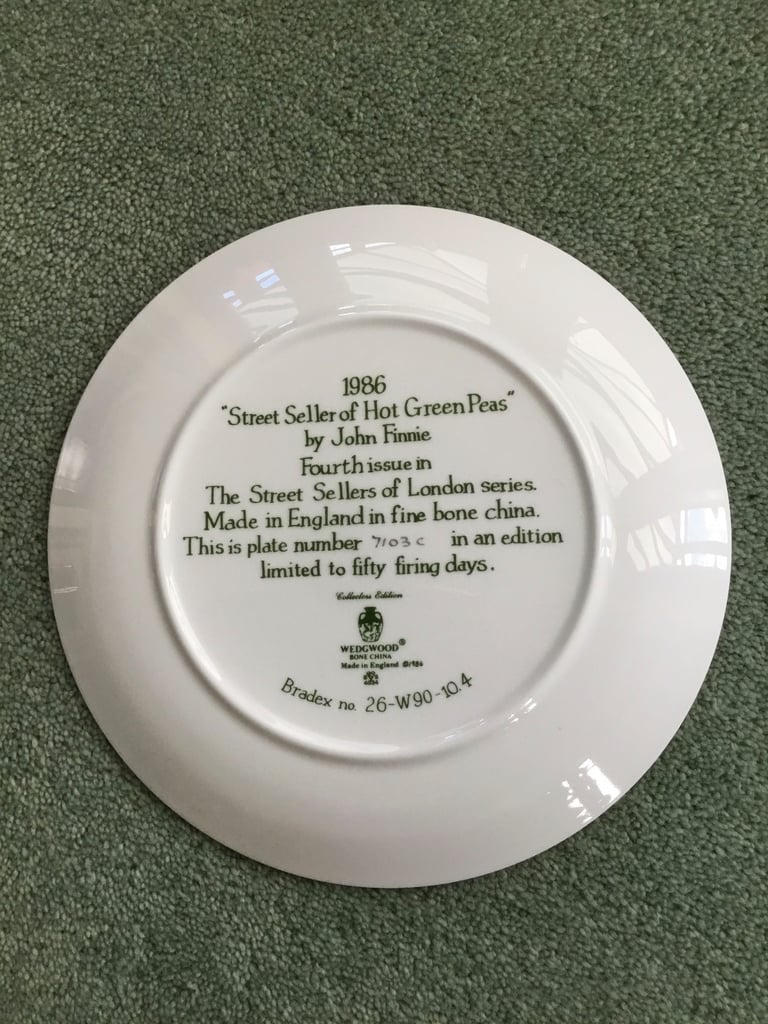 1986
"Street Seller of Hot Green Peas"
by John Finnie
Fourth issue in
The Street Sellers of London series.
Made in England in fine bone china.
This is plate number 7103c in an edition
limited to fifty firing days.
Collectors Edition
WEDGWOOD®
BONE CHINA
Made in England
Bradex no. 26-W90-10.4